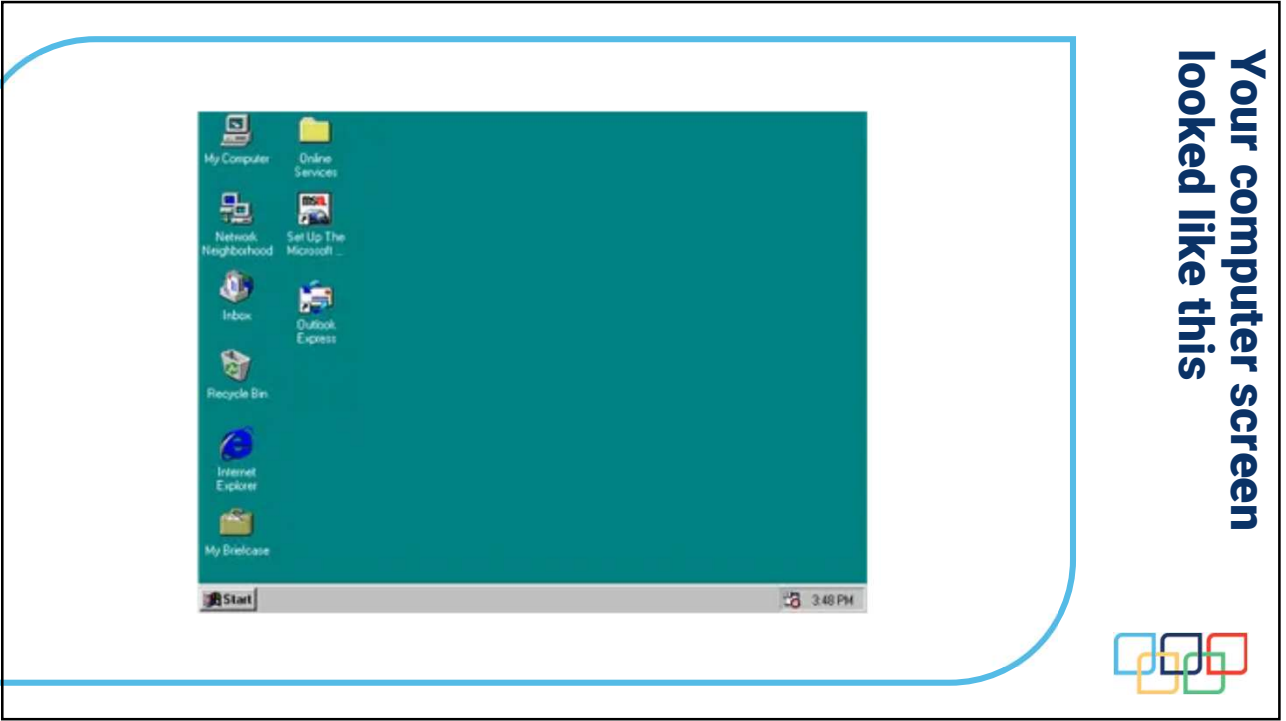 Your computer screen
looked like this
My Computer
Online
Services
Network
Neighborhood
Set Up The
Microsoft ...
Inbox
Outlook
Express
Recycle Bin
Internet
Explorer
My Briefcase
Start
3:48 PM
msn.